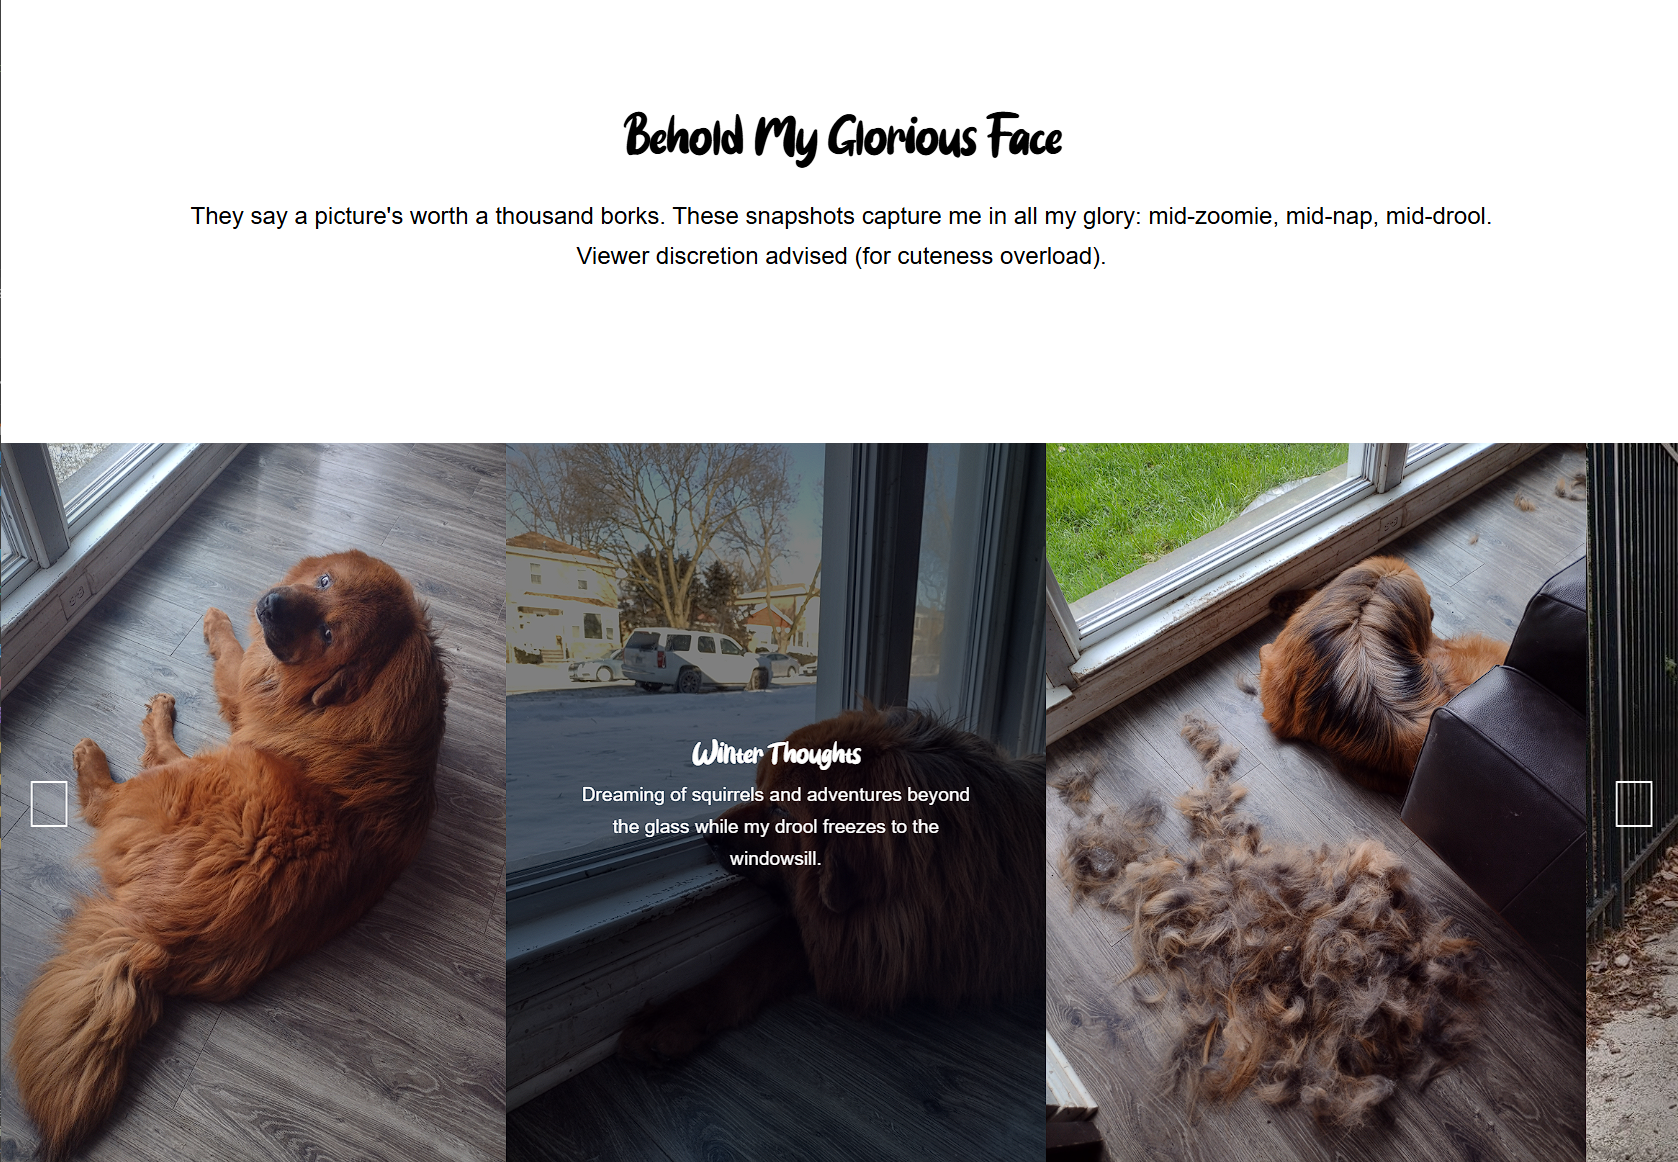 Behold My Glorious Face
They say a picture's worth a thousand borks. These snapshots capture me in all my glory: mid-zoomie, mid-nap, mid-drool.
Viewer discretion advised (for cuteness overload).
Winter Thoughts
Dreaming of squirrels and adventures beyond
the glass while my drool freezes to the
windowsill.